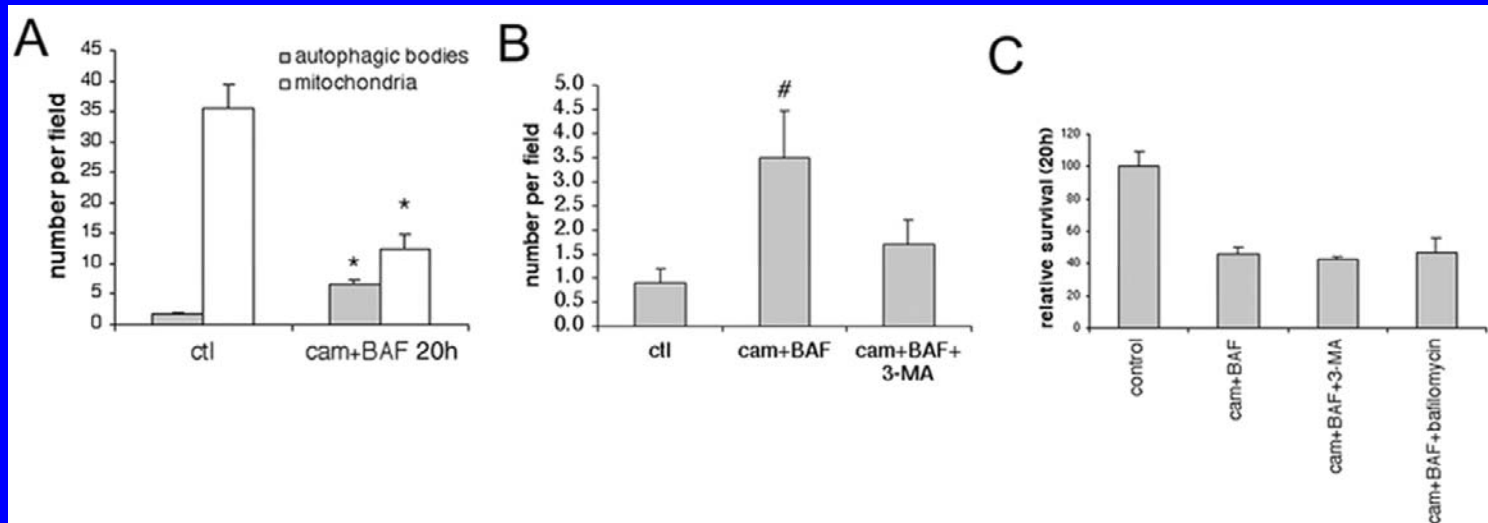 A
number per field
45
40
35
30
25
20
15
10
5
0
autophagic bodies
mitochondria
*
*
ctl
cam+BAF 20h
B
number per field
5.0
4.5
4.0
3.5
3.0
2.5
2.0
1.5
1.0
0.5
0.0
#
ctl
cam+BAF
cam+BAF+
3-MA
C
relative survival (20h)
120
100
80
60
40
20
0
control
cam+BAF
cam+BAF+3-MA
cam+BAF+bafilomycin